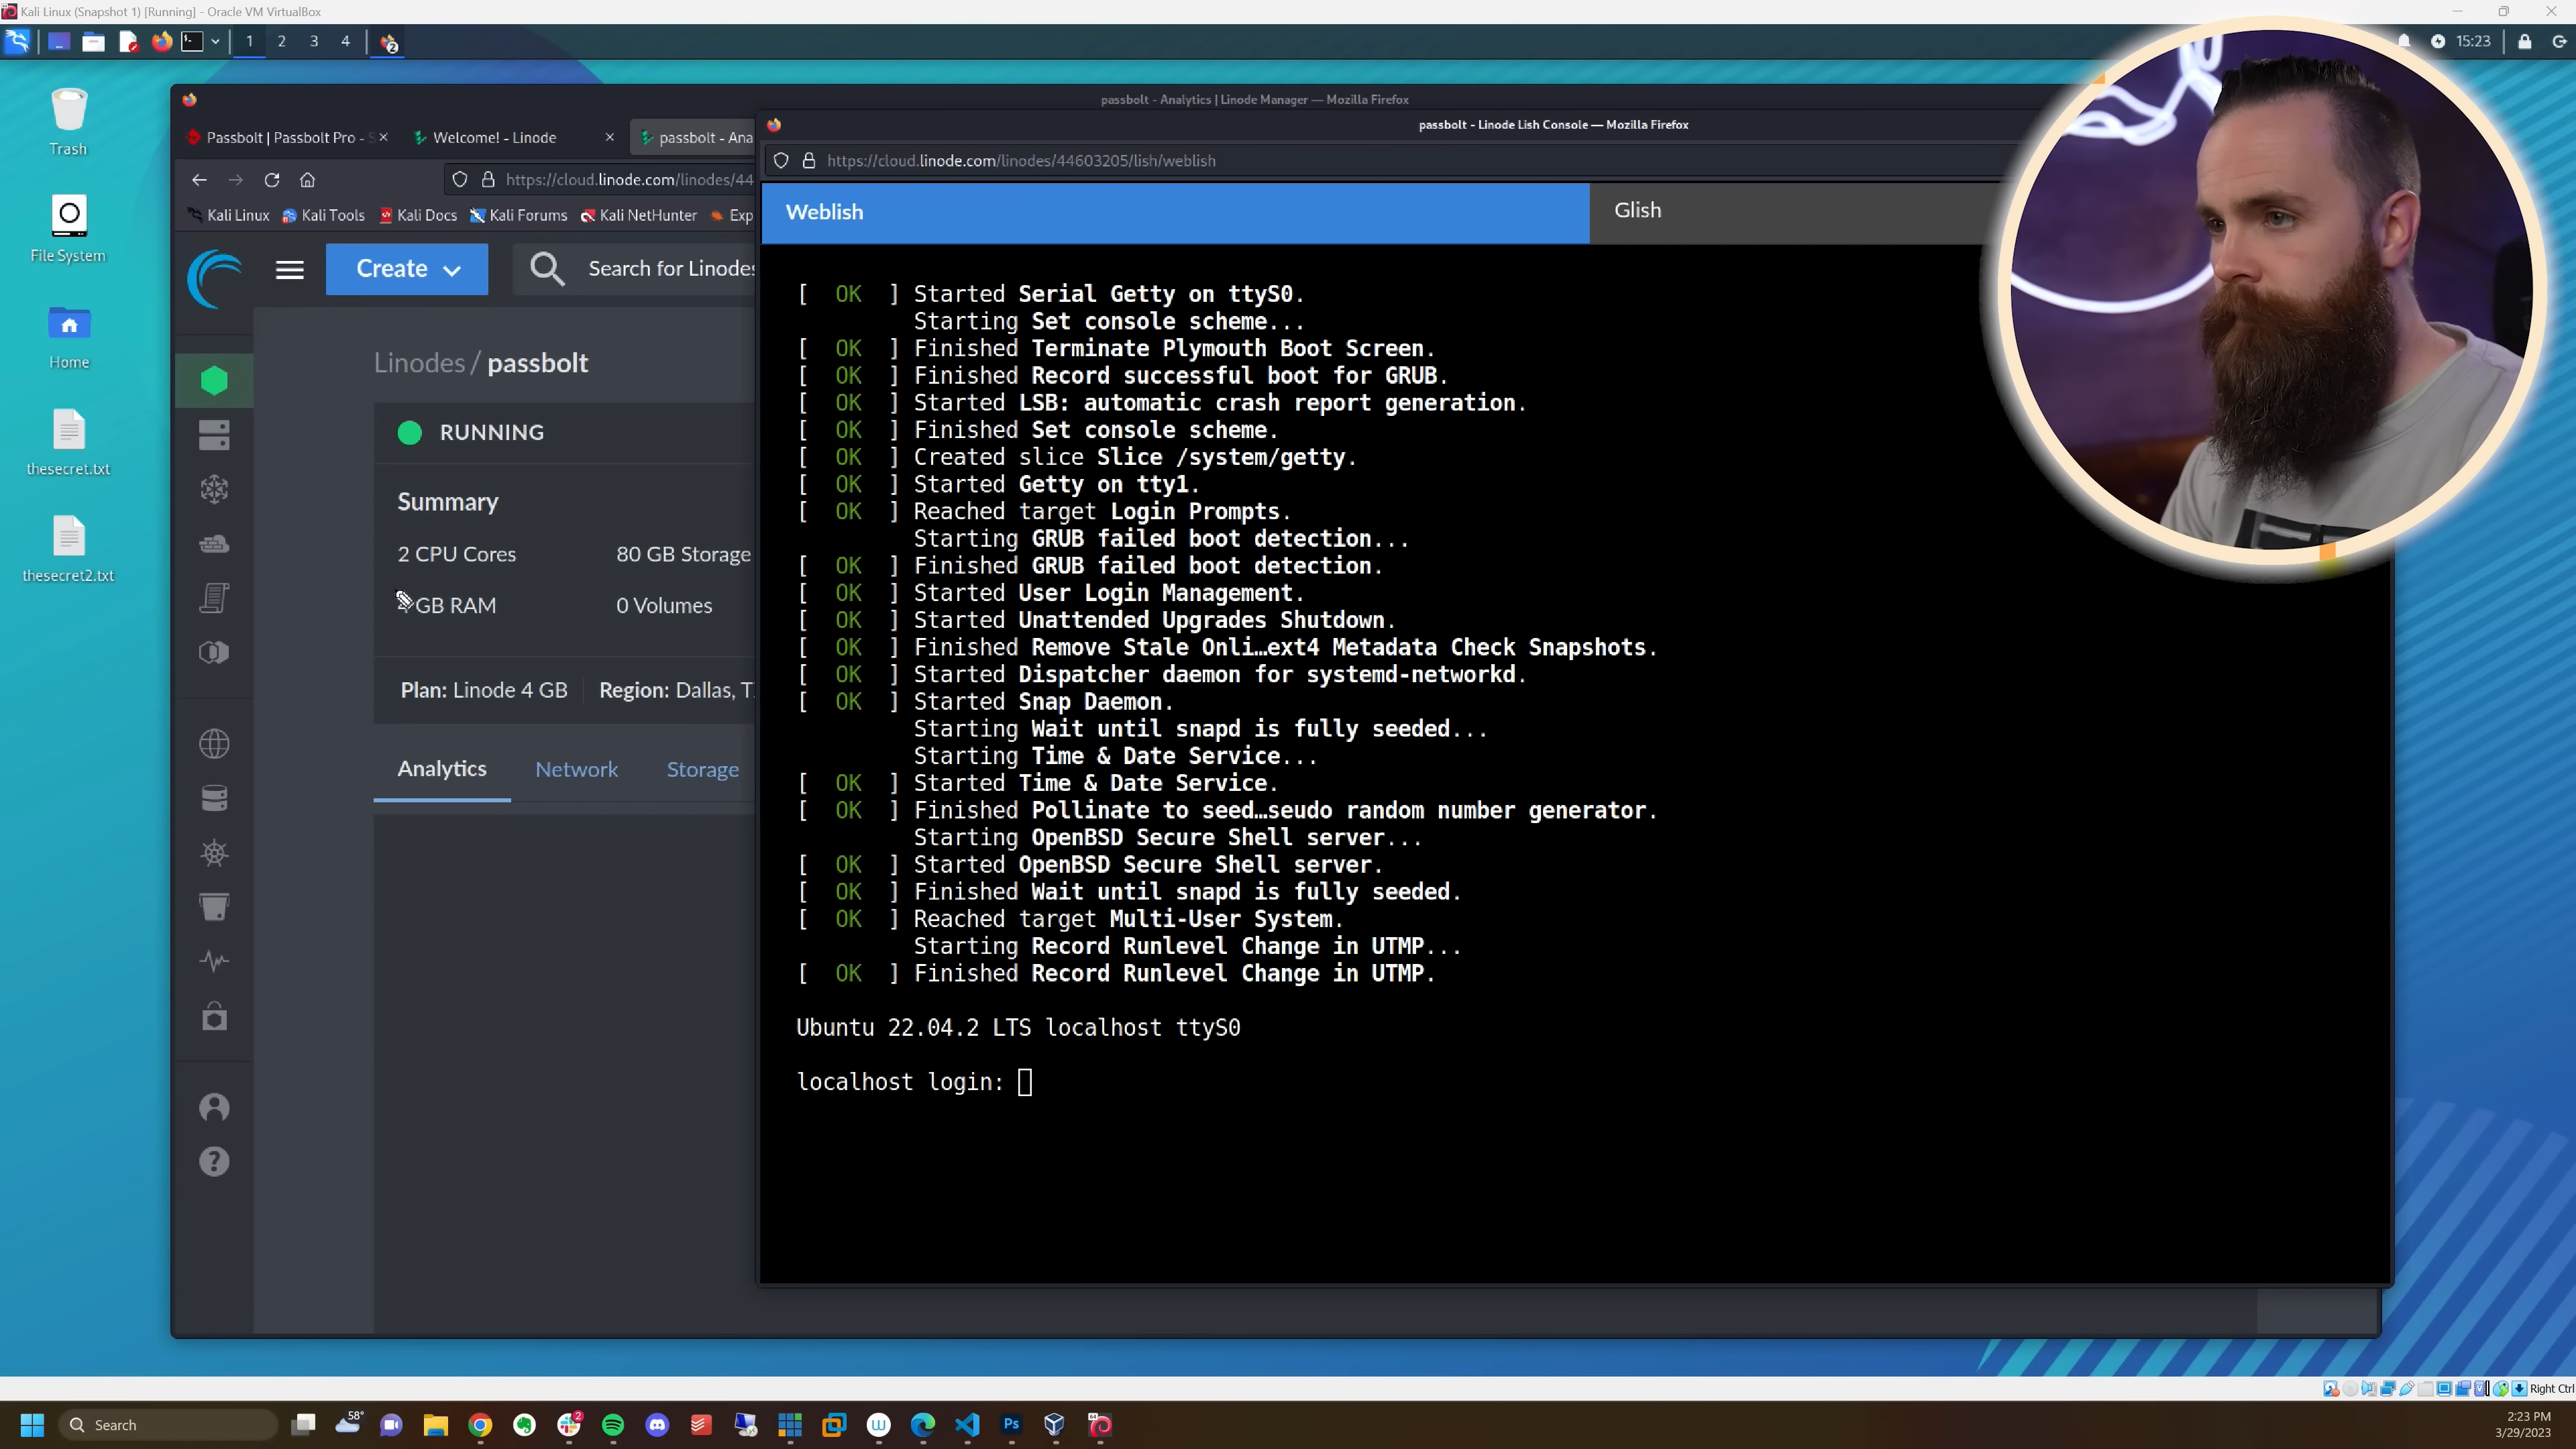 Kali Linux (Snapshot 1) [Running] - Oracle VM VirtualBox
1 2 3 4
2
15:23
Trash
File System
Home
thesecret.txt
thesecret2.txt
passbolt - Analytics | Linode Manager — Mozilla Firefox
Passbolt | Passbolt Pro - S
Welcome! - Linode
passbolt - Ana
https://cloud.linode.com/linodes/44
Kali Linux
Kali Tools
Kali Docs
Kali Forums
Kali NetHunter
Exp
Create
Search for Linodes
Linodes / passbolt
RUNNING
Summary
2 CPU Cores
80 GB Storage
GB RAM
0 Volumes
Plan: Linode 4 GB
Region: Dallas, T
Analytics
Network
Storage
passbolt - Linode Lish Console — Mozilla Firefox
https://cloud.linode.com/linodes/44603205/lish/weblish
Weblish
Glish
[ OK ] Started Serial Getty on ttyS0.
Starting Set console scheme...
[ OK ] Finished Terminate Plymouth Boot Screen.
[ OK ] Finished Record successful boot for GRUB.
[ OK ] Started LSB: automatic crash report generation.
[ OK ] Finished Set console scheme.
[ OK ] Created slice Slice /system/getty.
[ OK ] Started Getty on tty1.
[ OK ] Reached target Login Prompts.
Starting GRUB failed boot detection...
[ OK ] Finished GRUB failed boot detection.
[ OK ] Started User Login Management.
[ OK ] Started Unattended Upgrades Shutdown.
[ OK ] Finished Remove Stale Onli…ext4 Metadata Check Snapshots.
[ OK ] Started Dispatcher daemon for systemd-networkd.
[ OK ] Started Snap Daemon.
Starting Wait until snapd is fully seeded...
Starting Time & Date Service...
[ OK ] Started Time & Date Service.
[ OK ] Finished Pollinate to seed…seudo random number generator.
Starting OpenBSD Secure Shell server...
[ OK ] Started OpenBSD Secure Shell server.
[ OK ] Finished Wait until snapd is fully seeded.
[ OK ] Reached target Multi-User System.
Starting Record Runlevel Change in UTMP...
[ OK ] Finished Record Runlevel Change in UTMP.
Ubuntu 22.04.2 LTS localhost ttyS0
localhost login:
Right Ctrl
Search
58°
2
Ps
2:23 PM
3/29/2023